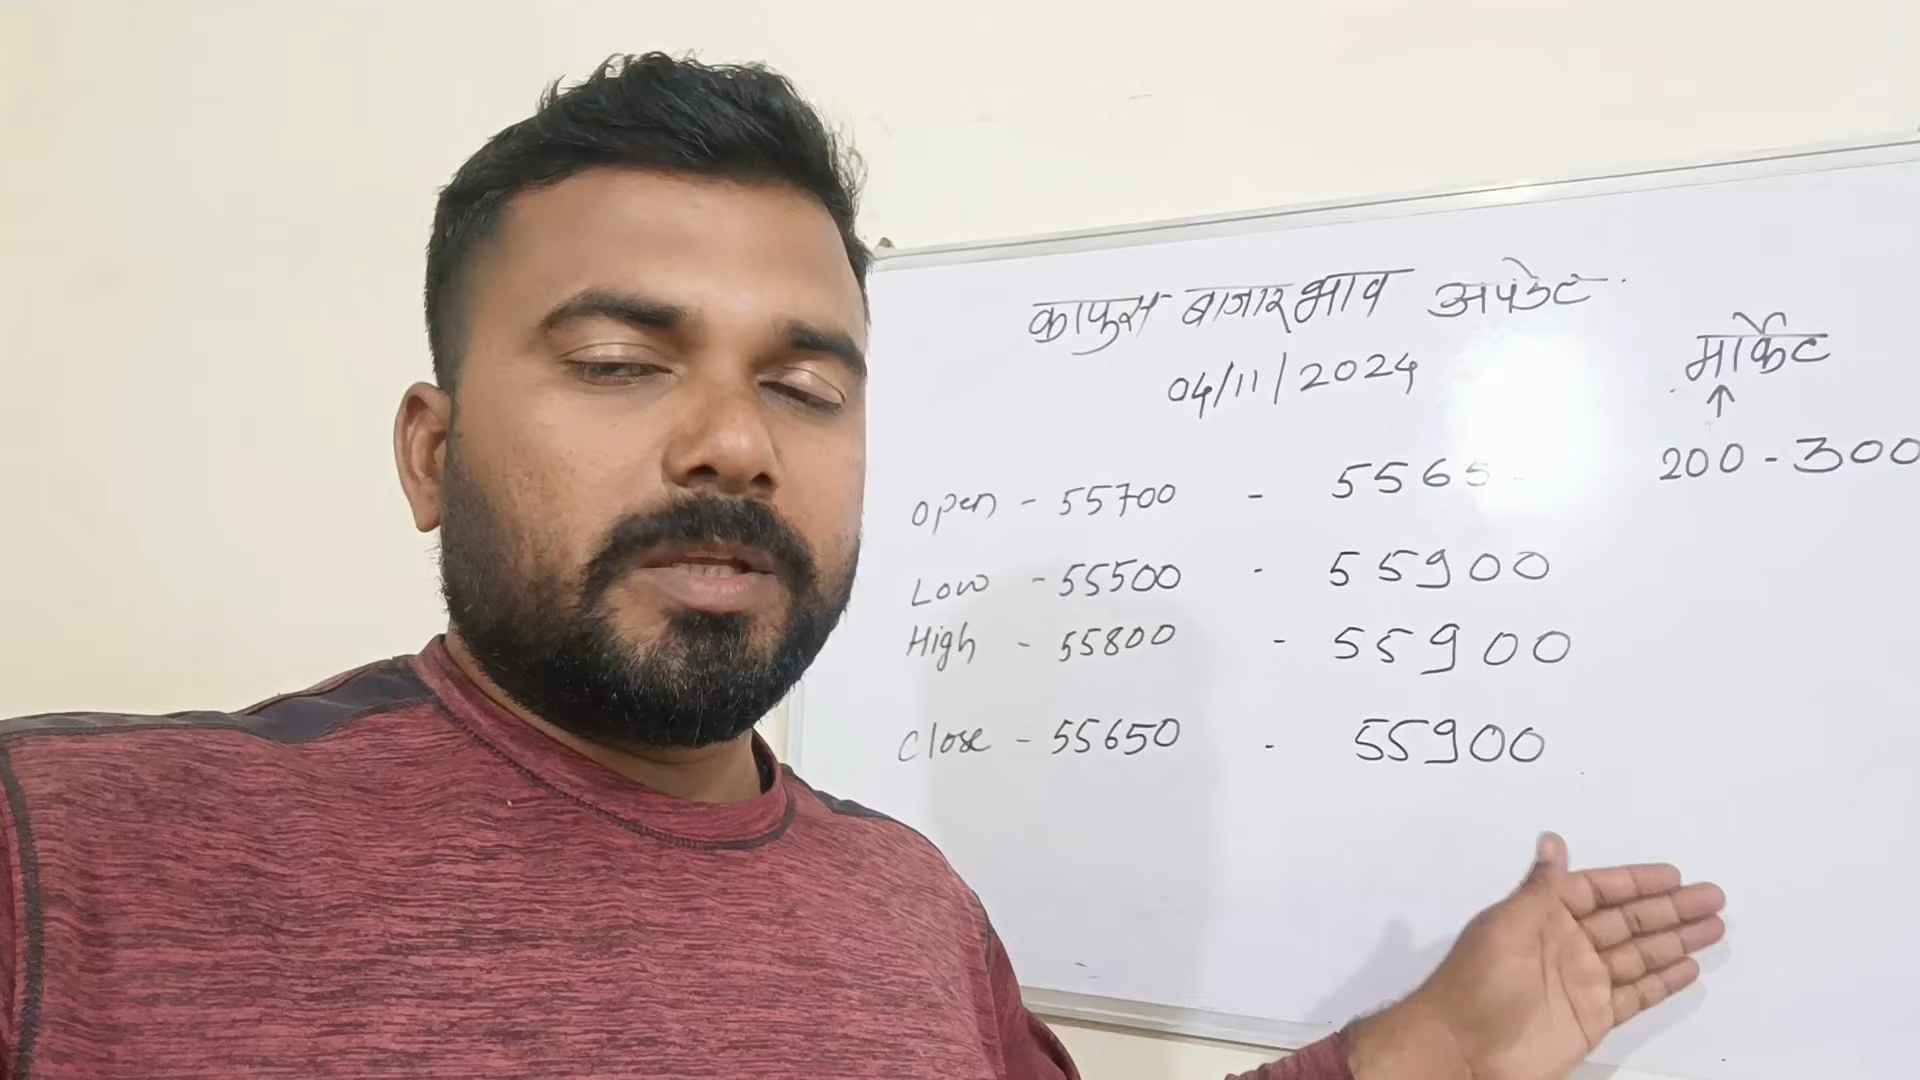 कापुस बाजारभाव अपडेट
04/11/2024
मार्केट
↑
200 - 300
open - 55700 - 5565
Low - 55500 - 55900
High - 55800 - 55900
Close - 55650 - 55900